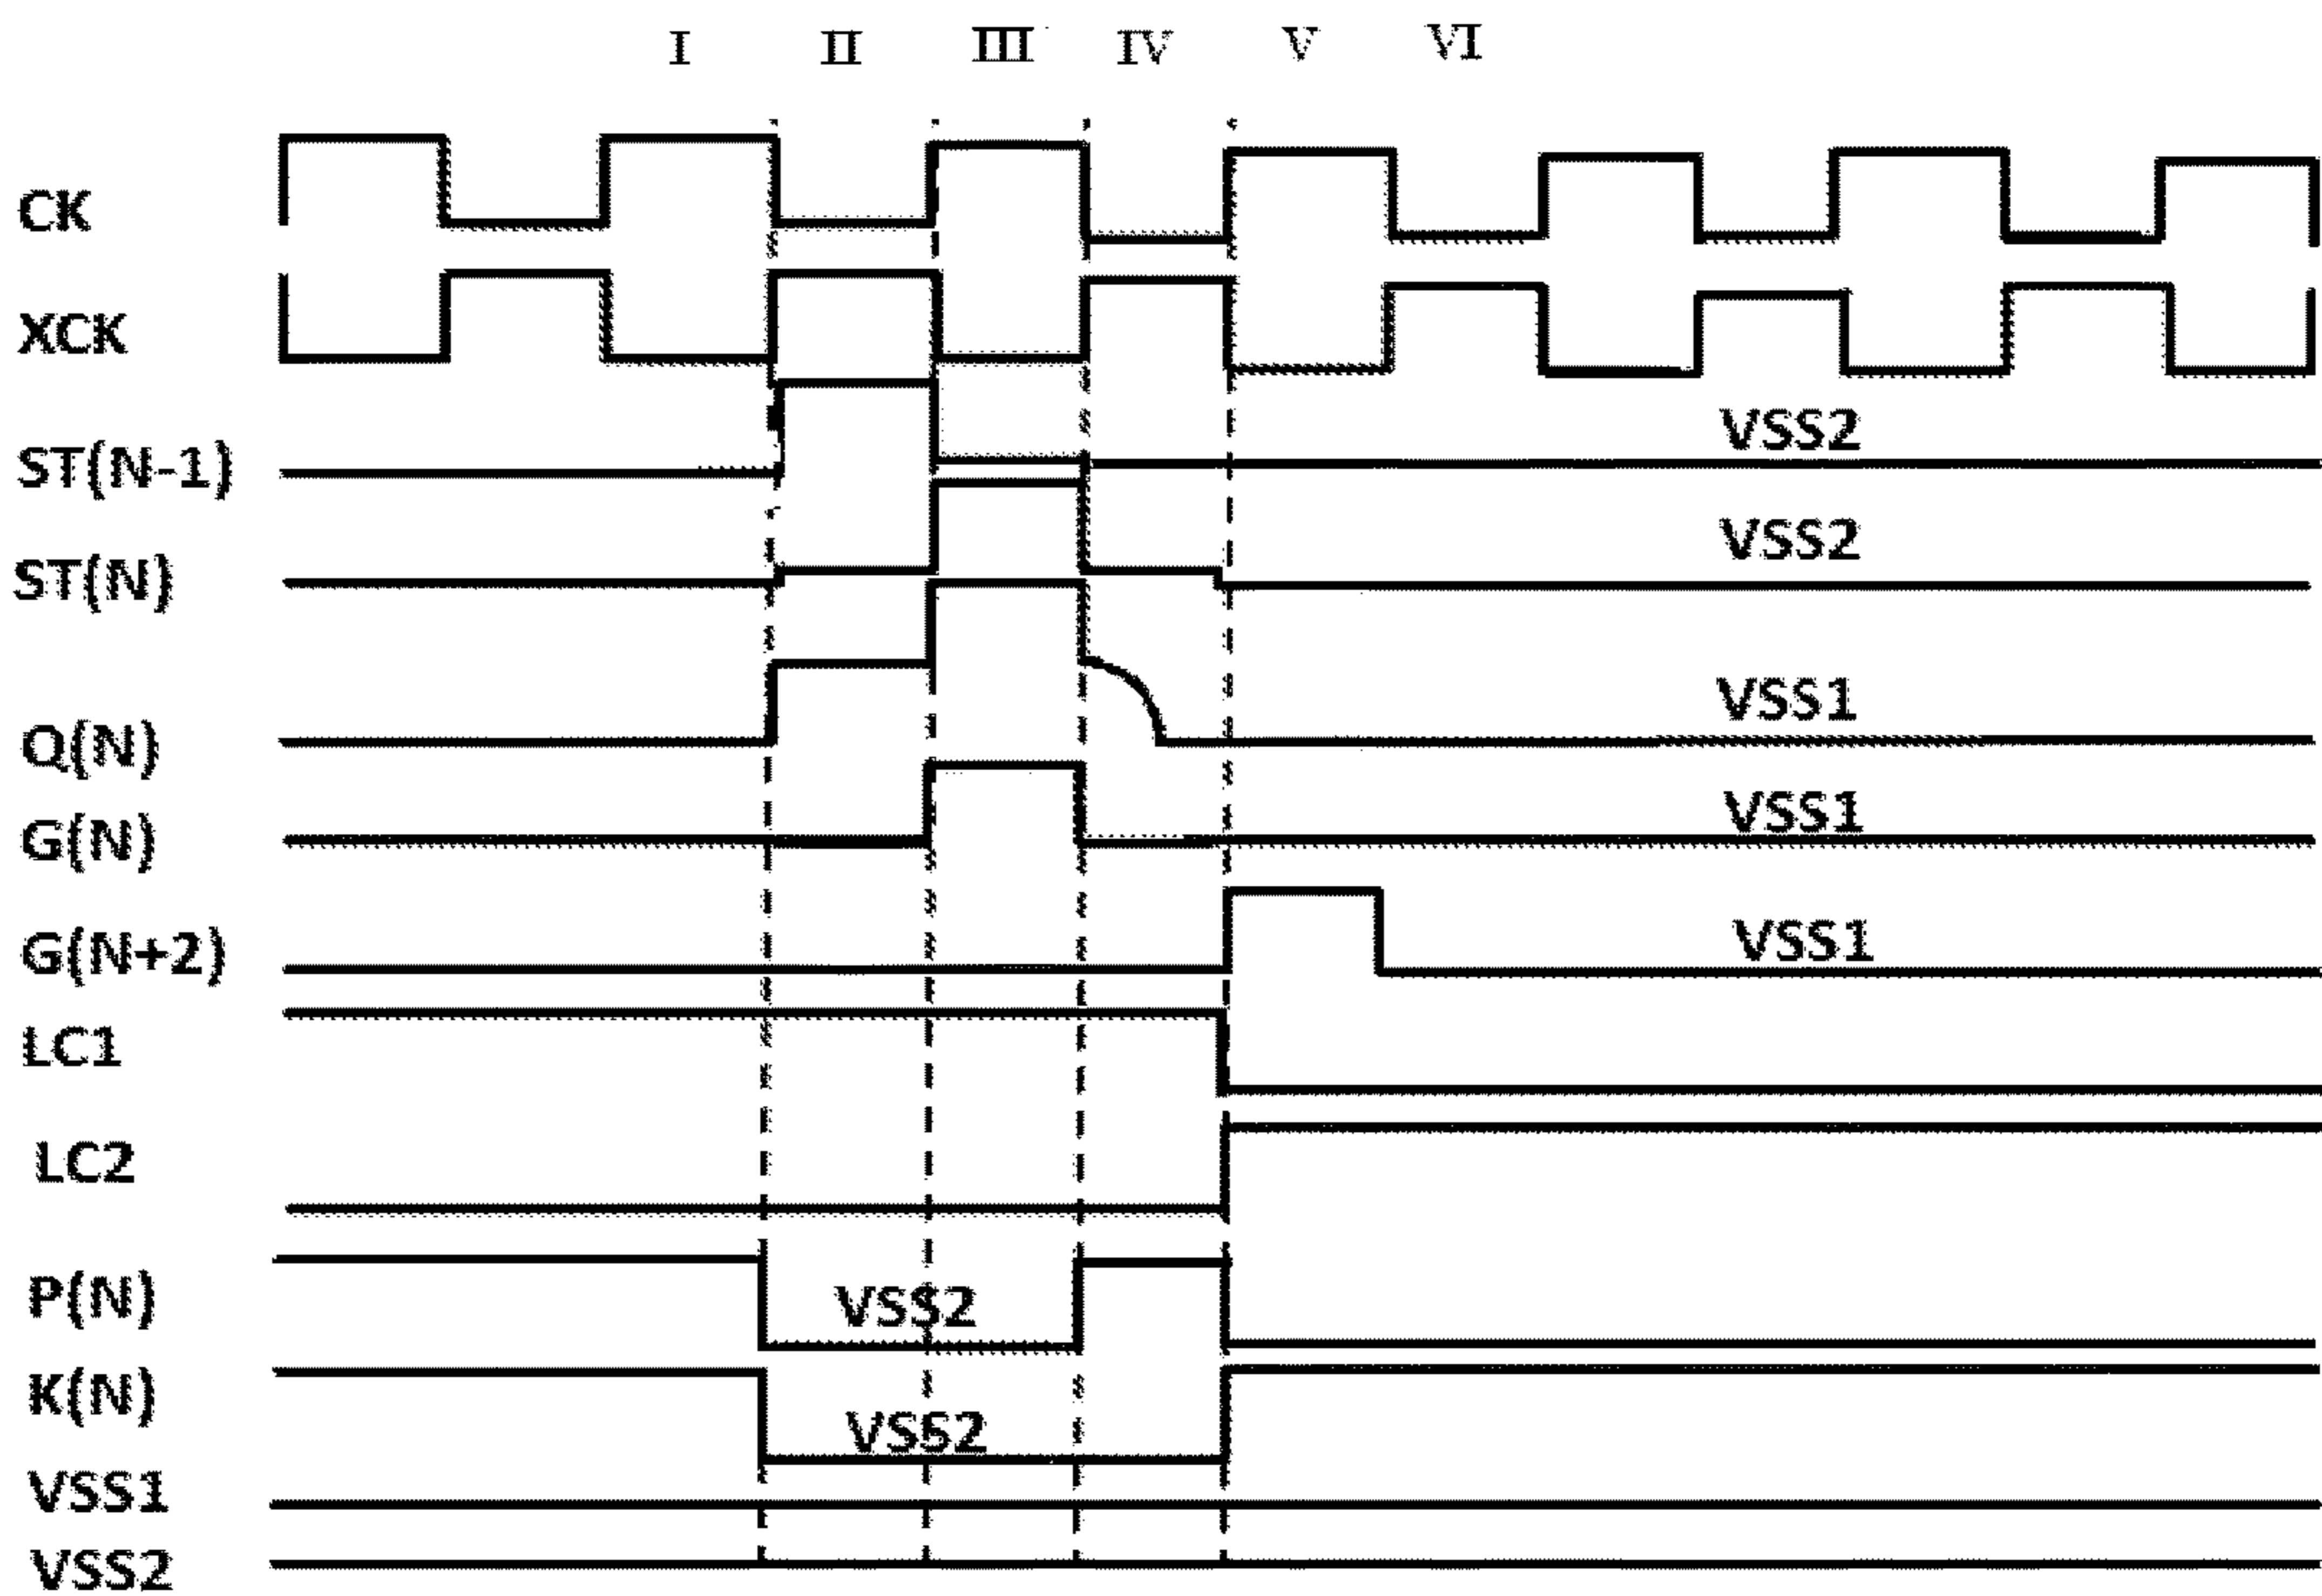 I II III IV V VI
CK
XCK
ST(N-1) VSS2
ST(N) VSS2
Q(N) VSS1
G(N) VSS1
G(N+2) VSS1
LC1
LC2
P(N) VSS2
K(N) VSS2
VSS1
VSS2